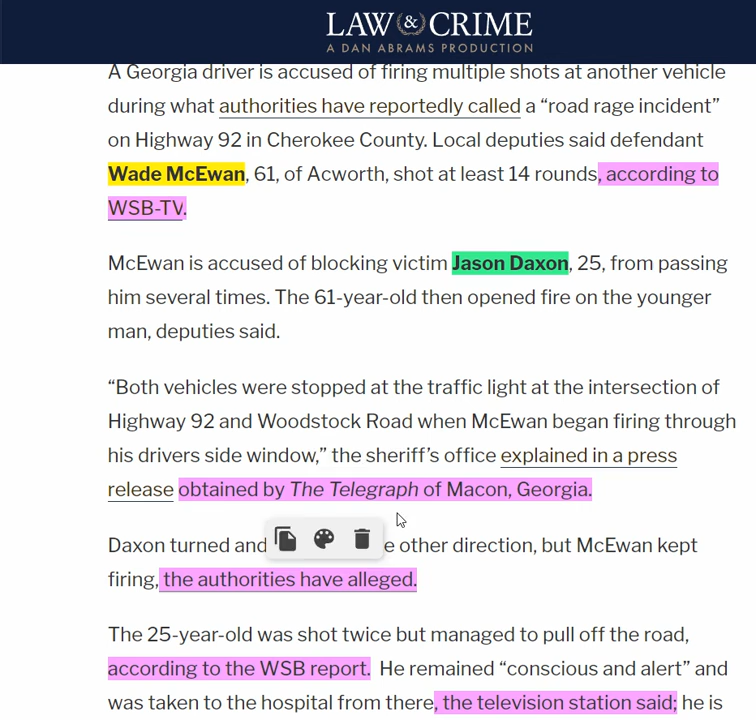 LAW & CRIME
A DAN ABRAMS PRODUCTION
A Georgia driver is accused of firing multiple shots at another vehicle
during what authorities have reportedly called a “road rage incident”
on Highway 92 in Cherokee County. Local deputies said defendant
Wade McEwan, 61, of Acworth, shot at least 14 rounds, according to
WSB-TV.
McEwan is accused of blocking victim Jason Daxon, 25, from passing
him several times. The 61-year-old then opened fire on the younger
man, deputies said.
“Both vehicles were stopped at the traffic light at the intersection of
Highway 92 and Woodstock Road when McEwan began firing through
his drivers side window,” the sheriff’s office explained in a press
release obtained by The Telegraph of Macon, Georgia.
Daxon turned and e other direction, but McEwan kept
firing, the authorities have alleged.
The 25-year-old was shot twice but managed to pull off the road,
according to the WSB report. He remained “conscious and alert” and
was taken to the hospital from there, the television station said; he is